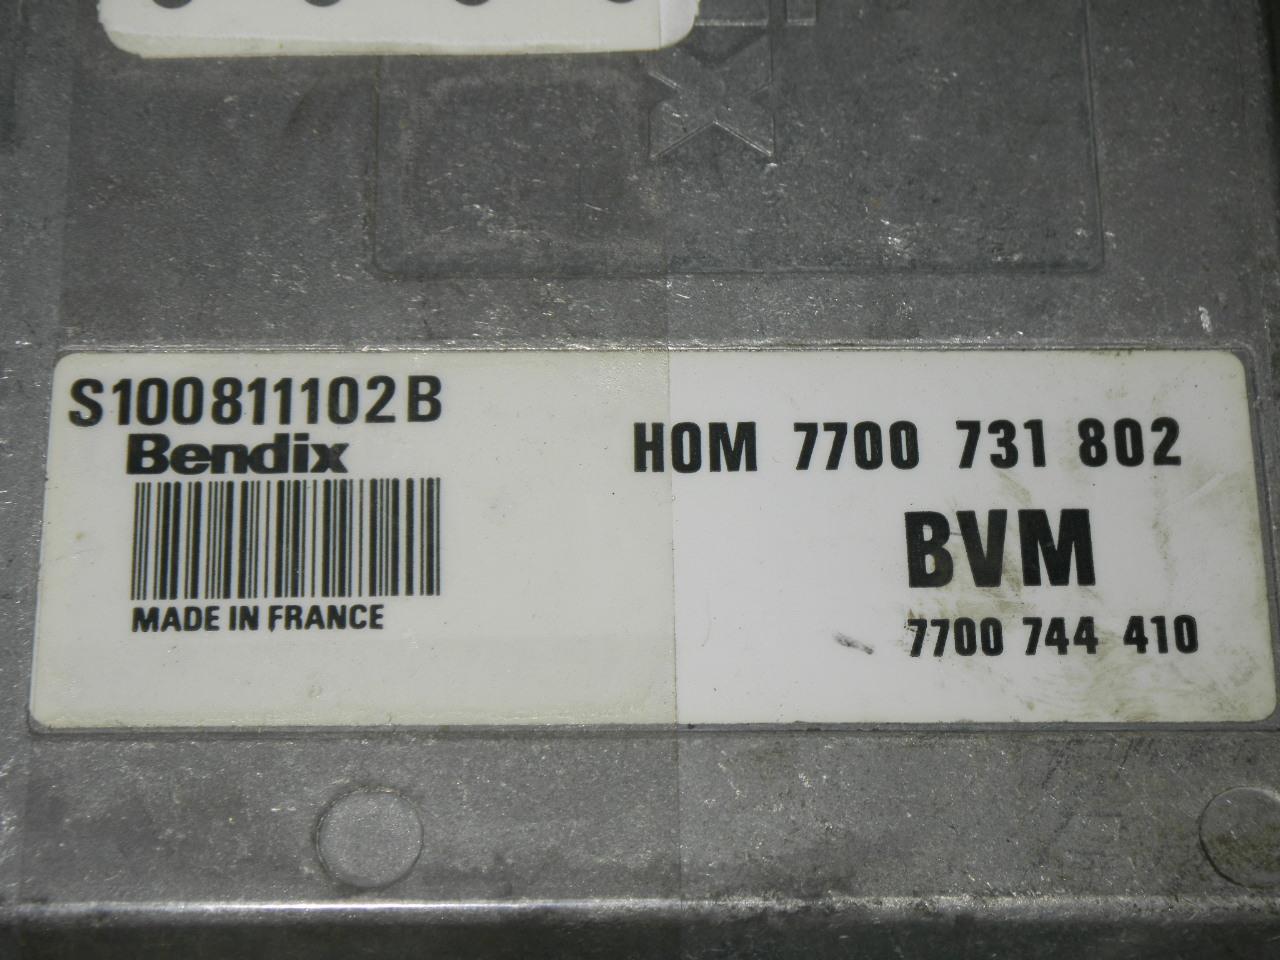 S100811102B
Bendix
MADE IN FRANCE
HOM 7700 731 802
BVM
7700 744 410